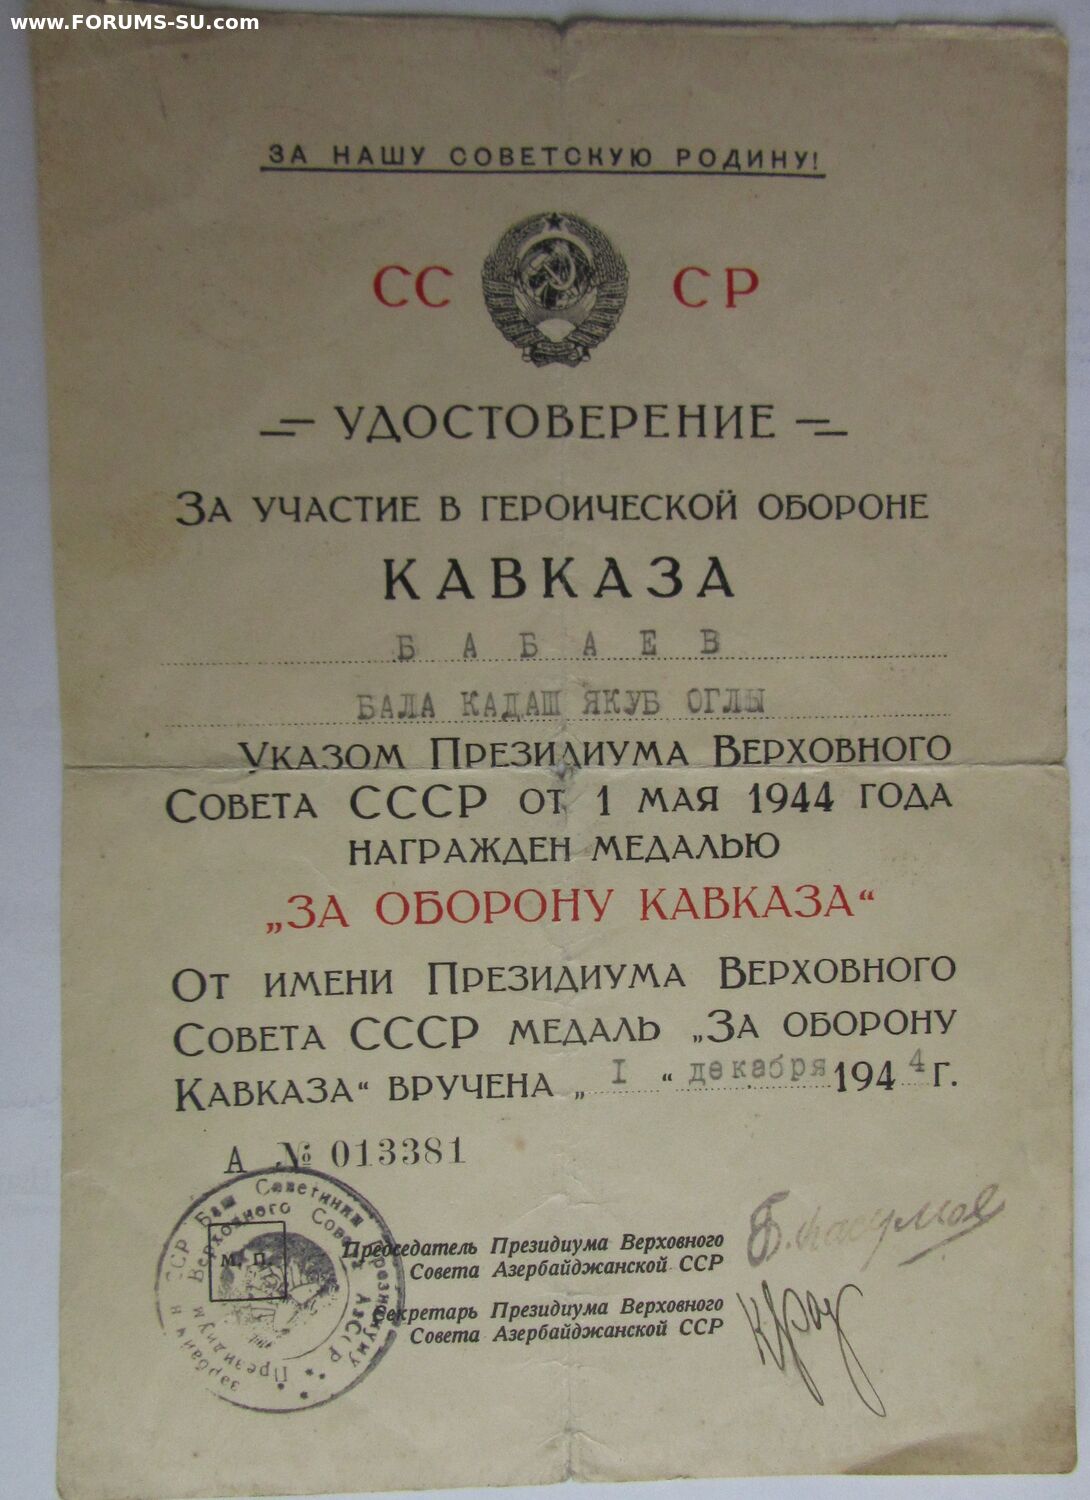 www.FORUMS-SU.com
ЗА НАШУ СОВЕТСКУЮ РОДИНУ!
СС СР
УДОСТОВЕРЕНИЕ
ЗА УЧАСТИЕ В ГЕРОИЧЕСКОЙ ОБОРОНЕ
КАВКАЗА
БАБАЕВ
БАЛА КАДАШ ЯКУБ ОГЛЫ
УКАЗОМ ПРЕЗИДИУМА ВЕРХОВНОГО
СОВЕТА СССР ОТ 1 МАЯ 1944 ГОДА
НАГРАЖДЕН МЕДАЛЬЮ
„ЗА ОБОРОНУ КАВКАЗА“
ОТ ИМЕНИ ПРЕЗИДИУМА ВЕРХОВНОГО
СОВЕТА СССР МЕДАЛЬ „ЗА ОБОРОНУ
КАВКАЗА“ ВРУЧЕНА „I“ декабря 1944 г.
А № 013381
М. П.
Председатель Президиума Верховного
Совета Азербайджанской ССР
Секретарь Президиума Верховного
Совета Азербайджанской ССР